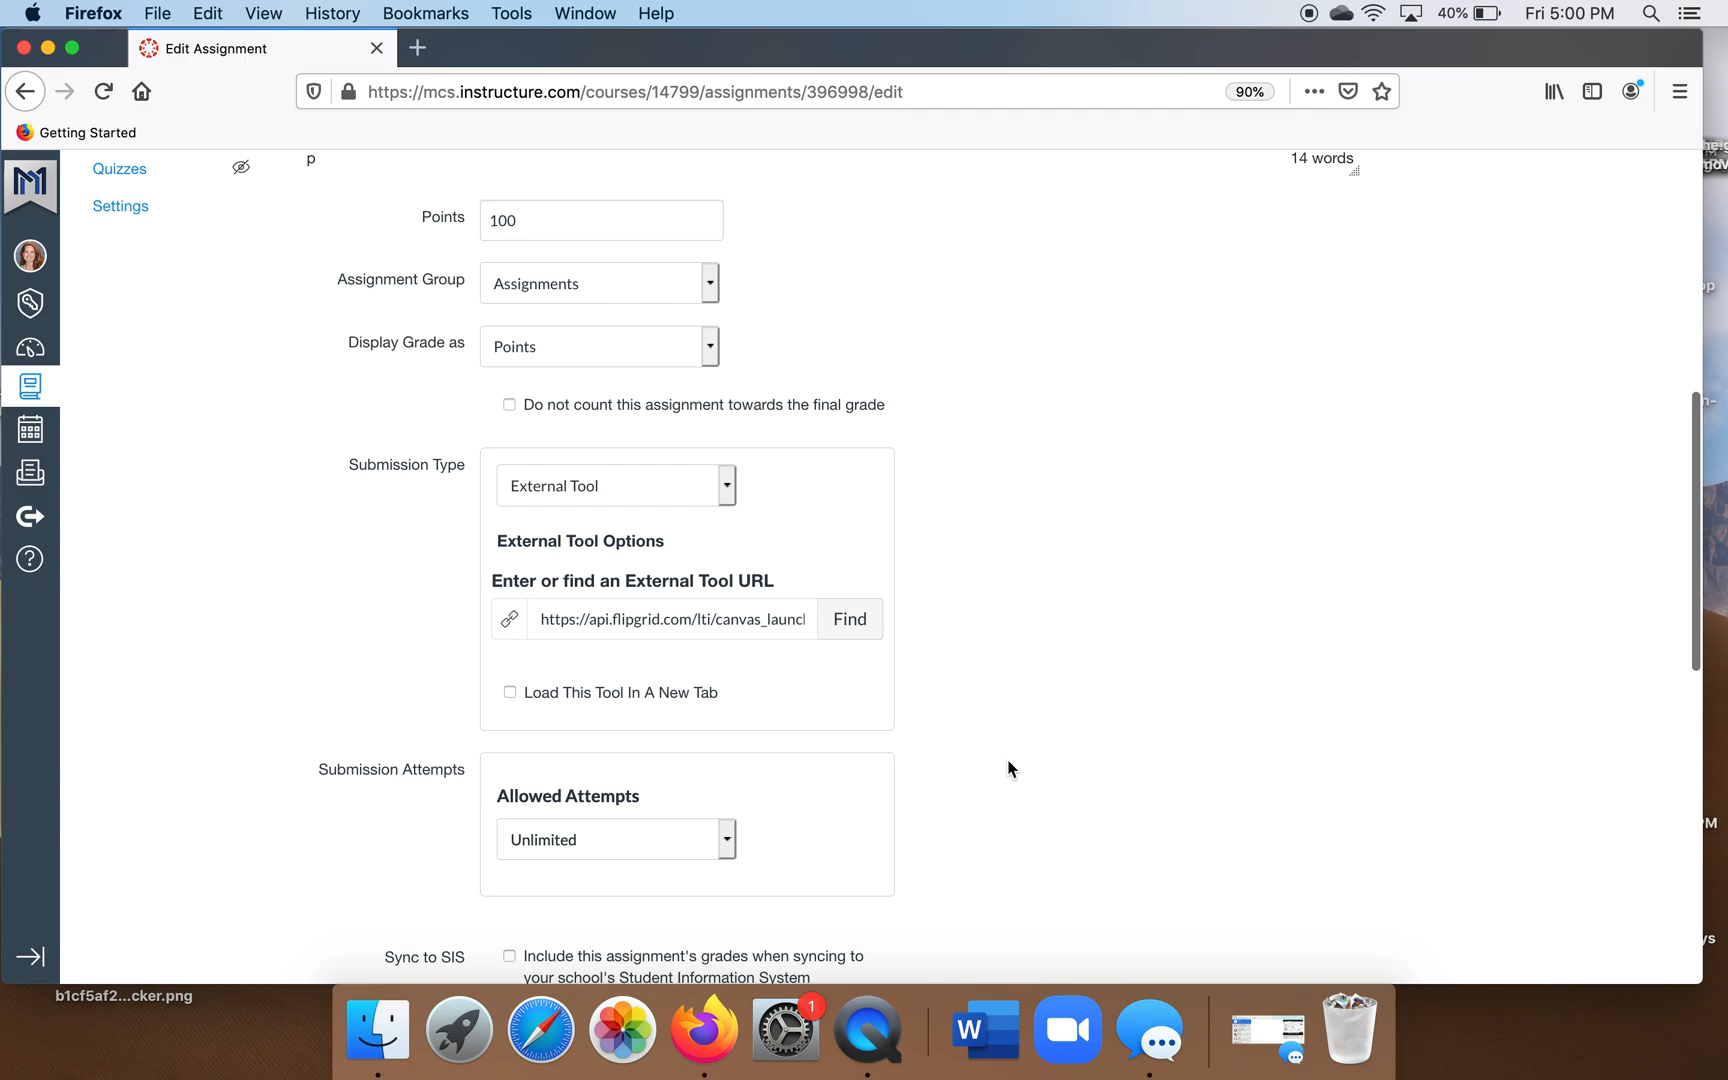 Firefox File Edit View History Bookmarks Tools Window Help 40% Fri 5:00 PM
Edit Assignment
https://mcs.instructure.com/courses/14799/assignments/396998/edit 90%
Getting Started
Quizzes
p 14 words
Settings
Points 100
Assignment Group Assignments
Display Grade as Points
Do not count this assignment towards the final grade
Submission Type
External Tool
External Tool Options
Enter or find an External Tool URL
https://api.flipgrid.com/lti/canvas_launcl Find
Load This Tool In A New Tab
Submission Attempts
Allowed Attempts
Unlimited
Sync to SIS Include this assignment's grades when syncing to
your school's Student Information System
b1cf5af2...cker.png
1
W